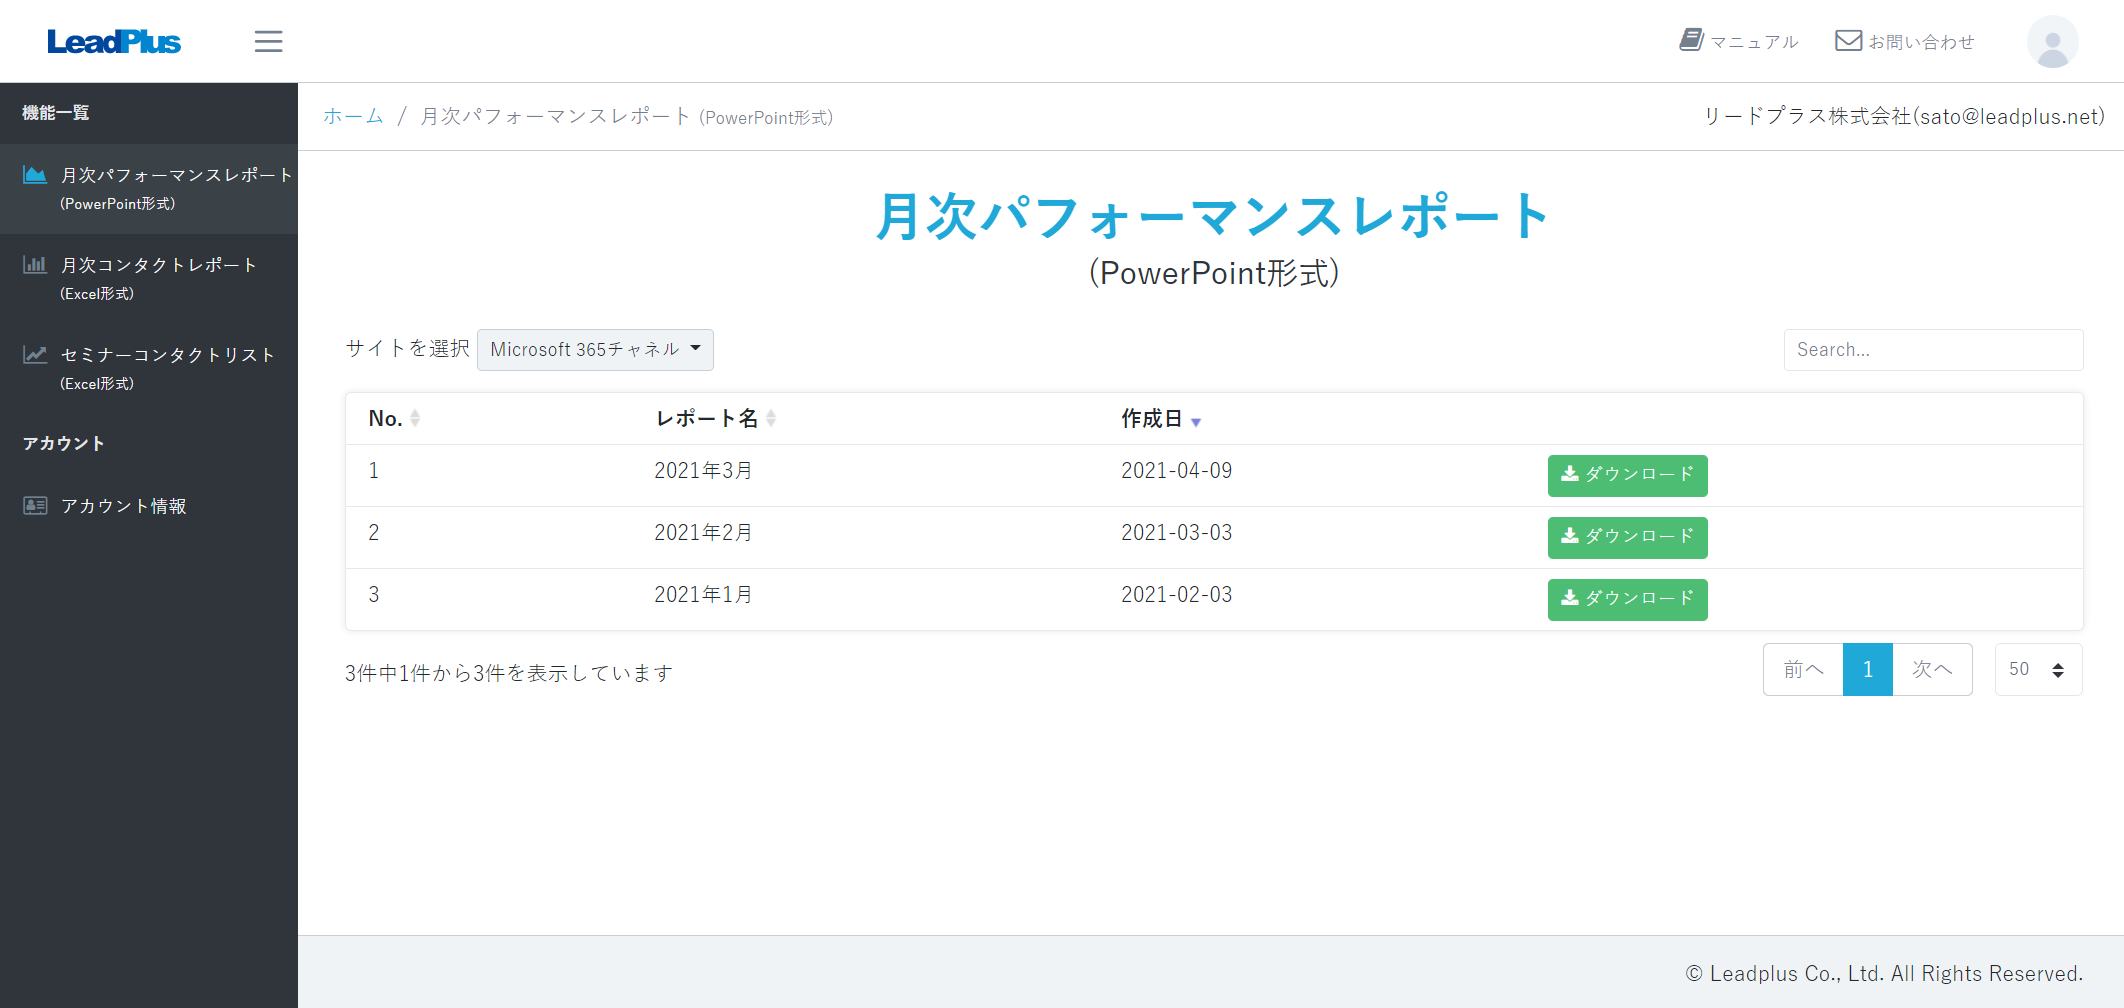 LeadPlus
マニュアル
お問い合わせ
機能一覧
月次パフォーマンスレポート
(PowerPoint形式)
月次コンタクトレポート
(Excel形式)
セミナーコンタクトリスト
(Excel形式)
アカウント
アカウント情報
ホーム / 月次パフォーマンスレポート (PowerPoint形式)
リードプラス株式会社(sato@leadplus.net)
月次パフォーマンスレポート
(PowerPoint形式)
サイトを選択 Microsoft 365チャネル
Search...
No. レポート名 作成日
1 2021年3月 2021-04-09 ダウンロード
2 2021年2月 2021-03-03 ダウンロード
3 2021年1月 2021-02-03 ダウンロード
3件中1件から3件を表示しています
前へ 1 次へ 50
© Leadplus Co., Ltd. All Rights Reserved.